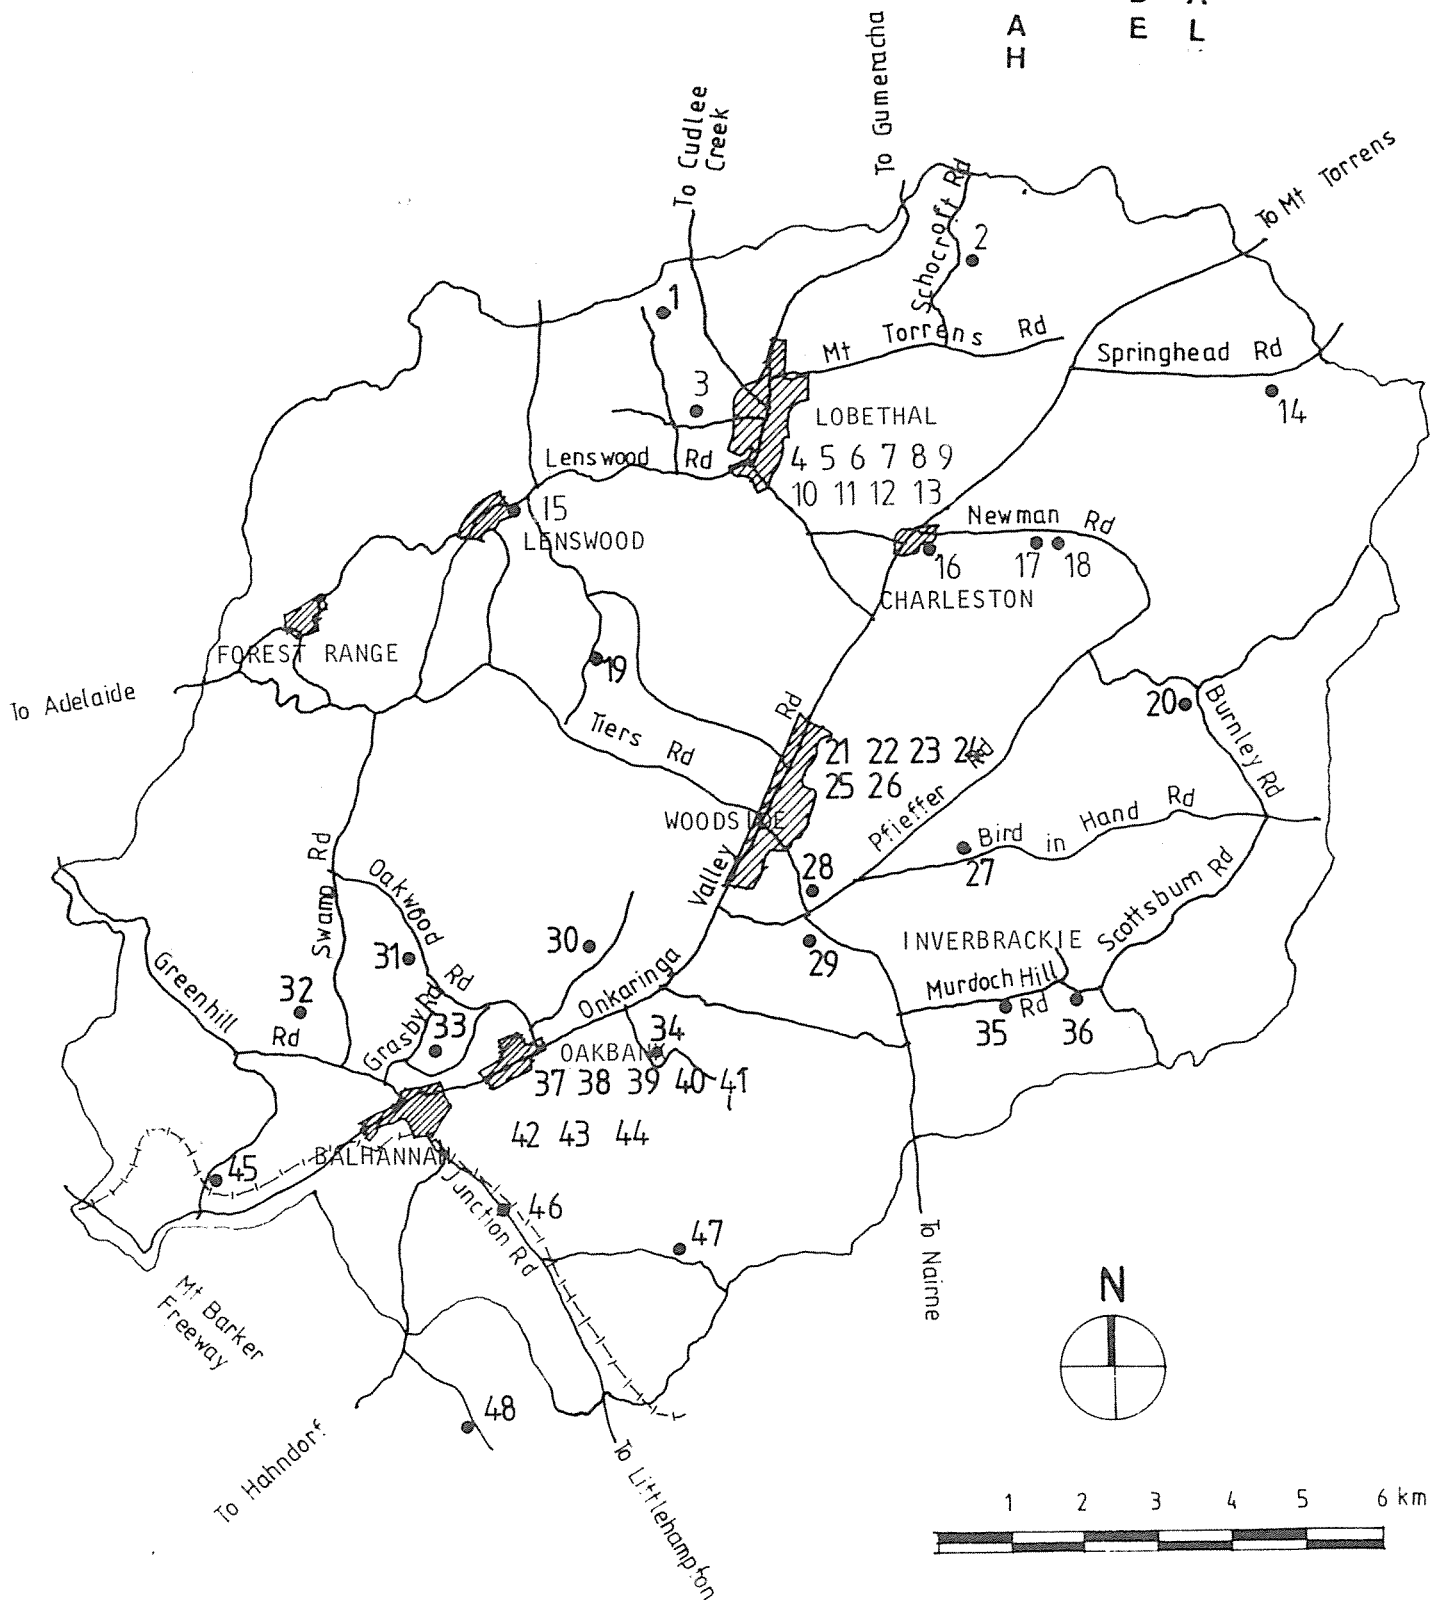 D A
A E L
H
To Gumeracha
To Cudlee
Creek
To Mt Torrens
Schocroft Rd
2
1
Mt Torrens Rd
Springhead Rd
3
14
LOBETHAL
Lenswood Rd
4 5 6 7 8 9
10 11 12 13
15
LENSWOOD
Newman Rd
16 17 18
CHARLESTON
FOREST RANGE
19
To Adelaide
20
Burnley Rd
Tiers Rd
Rd
21 22 23 24
25 26
WOODSIDE
Pfieffer Rd
Bird in Hand Rd
27
Valley
28
Swamp Rd
Oakwood Rd
31
30
29
INVERBRACKIE
Scottsburn Rd
Greenhill Rd
32
Onkaringa
Murdoch Hill Rd
35 36
Grasby Rd
33
34
OAKBANK
37 38 39 40 41
42 43 44
BALHANNAH
45
Junction Rd
46
47
To Nairne
Mt Barker
Freeway
N
48
To Hahndorf
To Littlehampton
1 2 3 4 5 6 km